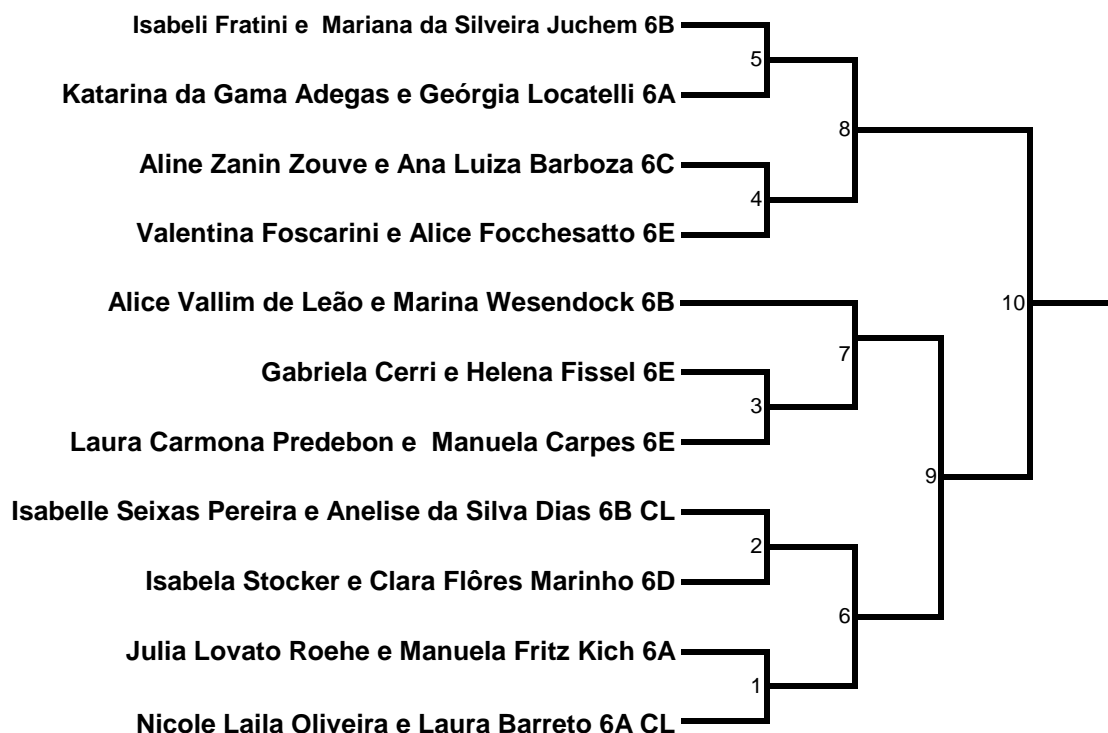 Isabeli Fratini e  Mariana da Silveira Juchem 6B
5
Katarina da Gama Adegas e Geórgia Locatelli 6A
8
Aline Zanin Zouve e Ana Luiza Barboza 6C
4
Valentina Foscarini e Alice Focchesatto 6E
Alice Vallim de Leão e Marina Wesendock 6B
10
7
Gabriela Cerri e Helena Fissel 6E
3
Laura Carmona Predebon e  Manuela Carpes 6E
9
Isabelle Seixas Pereira e Anelise da Silva Dias 6B CL
2
Isabela Stocker e Clara Flôres Marinho 6D
6
Julia Lovato Roehe e Manuela Fritz Kich 6A
1
Nicole Laila Oliveira e Laura Barreto 6A CL